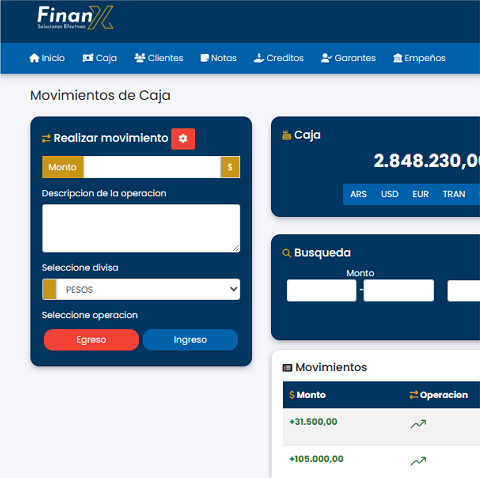 FinanX
Soluciones Efectivas
Inicio Caja Clientes Notas Creditos Garantes Empeños
Movimientos de Caja
Realizar movimiento
Monto $
Descripcion de la operacion
Seleccione divisa
PESOS
Seleccione operacion
Egreso Ingreso
Caja
2.848.230,0
ARS USD EUR TRAN
Busqueda
Monto
-
Movimientos
$ Monto Operacion
+31.500,00
+105.000,00